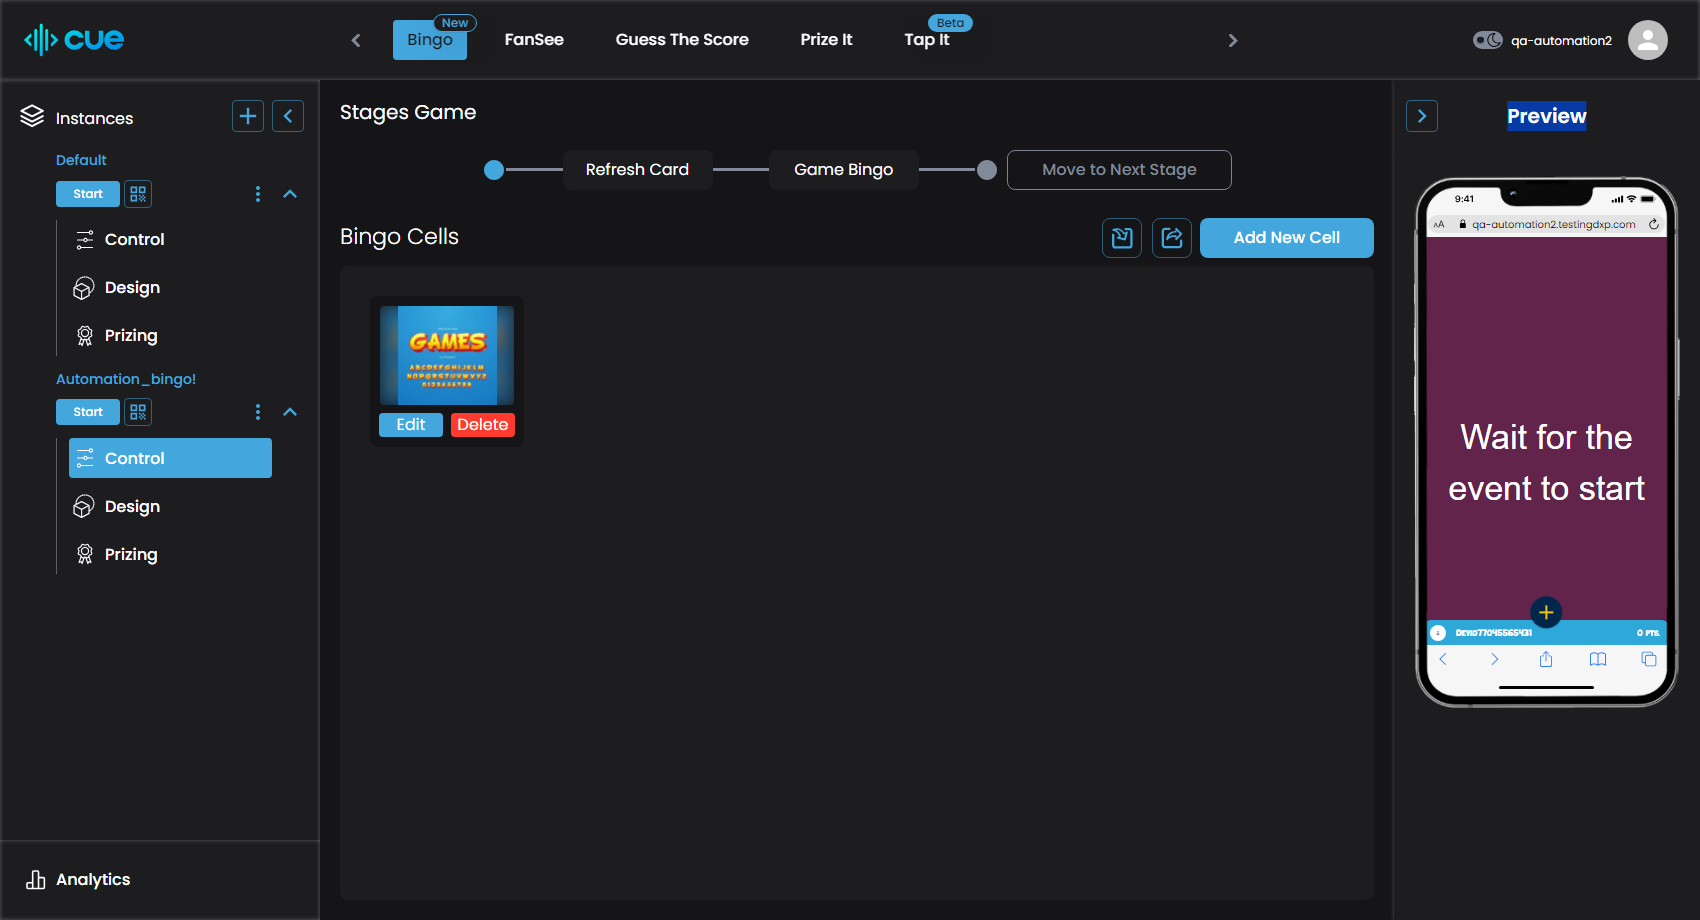 cue
Bingo
New
FanSee
Guess The Score
Prize It
Tap It
Beta
qa-automation2
Instances
Default
Start
Control
Design
Prizing
Automation_bingo!
Start
Control
Design
Prizing
Analytics
Stages Game
Refresh Card
Game Bingo
Move to Next Stage
Bingo Cells
Add New Cell
GAMES
ABCDEFGHIJKLM
NOPQRSTUVWXYZ
0123456789
Edit
Delete
Preview
9:41
AA
qa-automation2.testingdxp.com
Wait for the
event to start
DEVID77045565431
0 PTS.